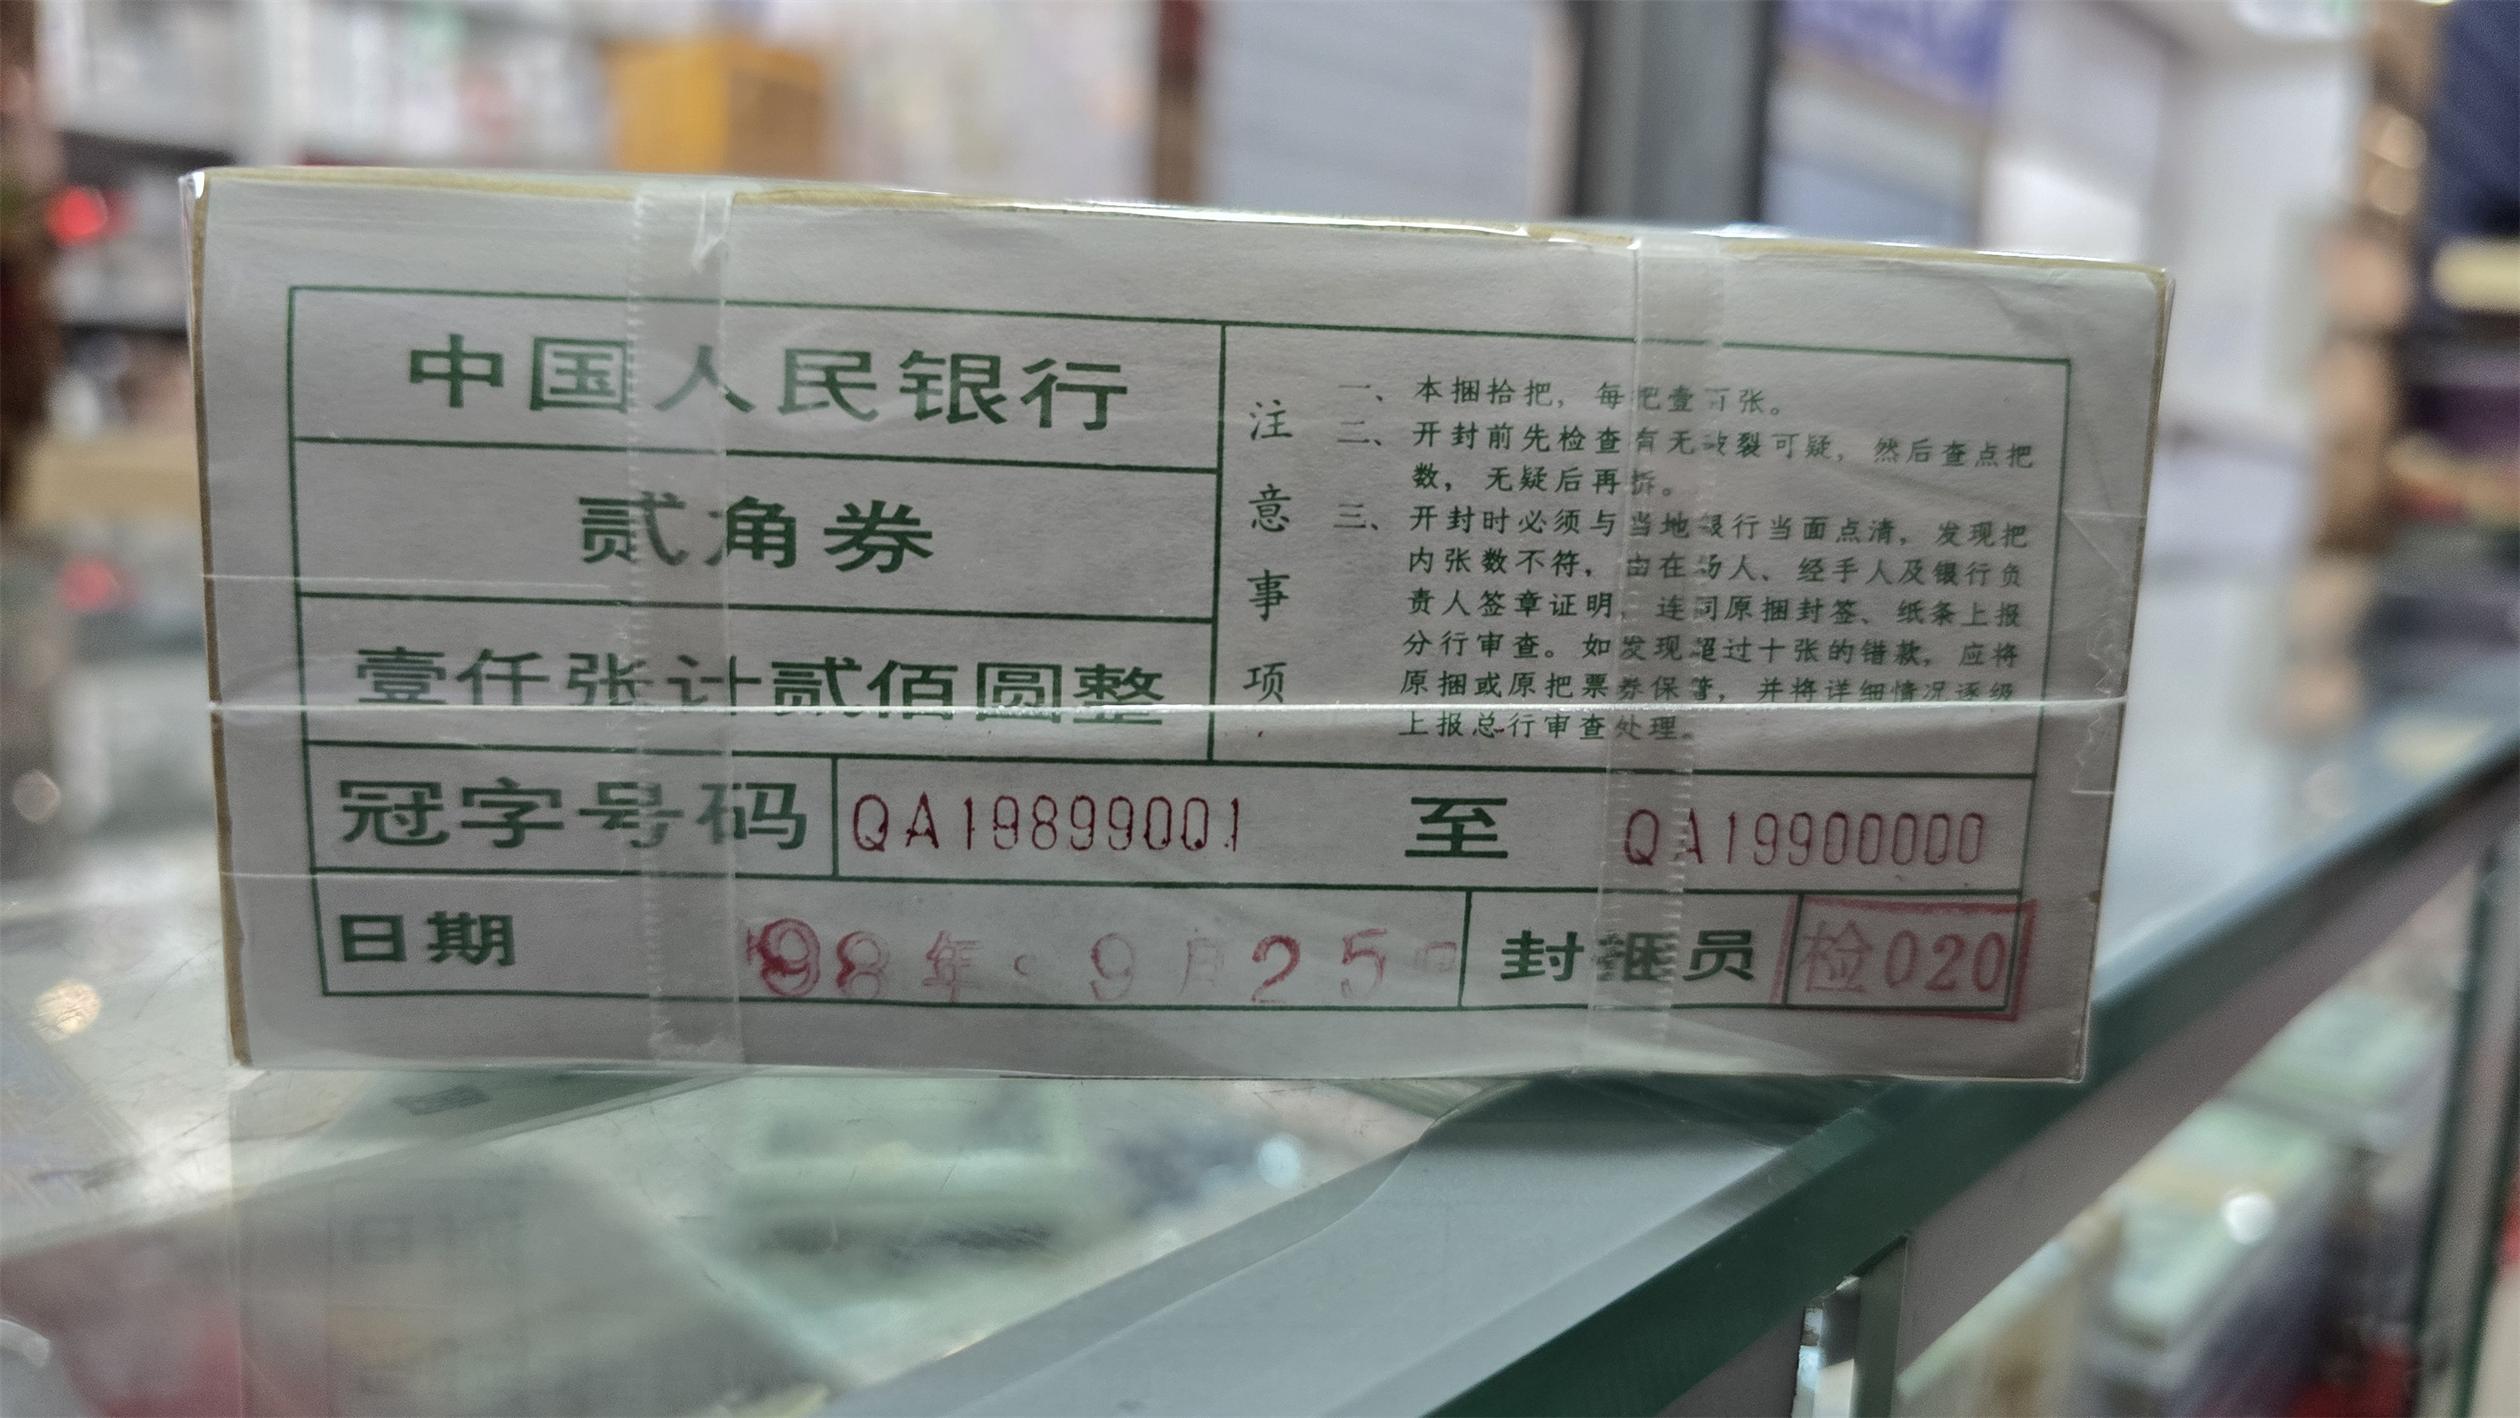 中国人民银行
贰角券
壹仟张计贰佰圆整
注意事项
一、本捆拾把，每把壹百张。
二、开封前先检查有无破裂可疑，然后查点把
数，无疑后再拆。
三、开封时必须与当地银行当面点清，发现把
内张数不符，由在场人、经手人及银行负
责人签章证明，连同原捆封签、纸条上报
分行审查。如发现超过十张的错款，应将
原捆或原把票券保管，并将详细情况逐级
上报总行审查处理。
冠字号码 QA19899001 至 QA19900000
日期 98年9月25日 封捆员 检020